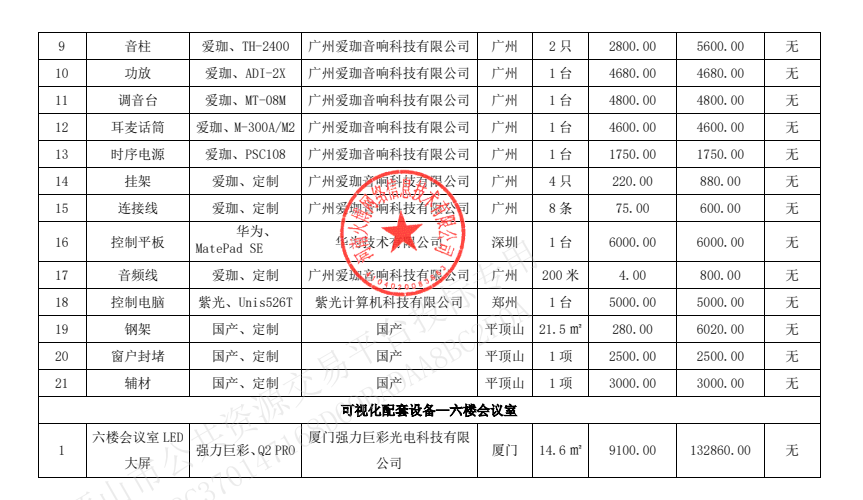 9 音柱 爱珈、TH-2400 广州爱珈音响科技有限公司 广州 2 只 2800.00 5600.00 无
10 功放 爱珈、ADI-2X 广州爱珈音响科技有限公司 广州 1 台 4680.00 4680.00 无
11 调音台 爱珈、MT-08M 广州爱珈音响科技有限公司 广州 1 台 4800.00 4800.00 无
12 耳麦话筒 爱珈、M-300A/M2 广州爱珈音响科技有限公司 广州 1 台 4600.00 4600.00 无
13 时序电源 爱珈、PSC108 广州爱珈音响科技有限公司 广州 1 台 1750.00 1750.00 无
14 挂架 爱珈、定制 广州爱珈音响科技有限公司 广州 4 只 220.00 880.00 无
15 连接线 爱珈、定制 广州爱珈音响科技有限公司 广州 8 条 75.00 600.00 无
16 控制平板 华为、
MatePad SE 华为技术有限公司 深圳 1 台 6000.00 6000.00 无
17 音频线 爱珈、定制 广州爱珈音响科技有限公司 广州 200 米 4.00 800.00 无
18 控制电脑 紫光、Unis526T 紫光计算机科技有限公司 郑州 1 台 5000.00 5000.00 无
19 钢架 国产、定制 国产 平顶山 21.5 ㎡ 280.00 6020.00 无
20 窗户封堵 国产、定制 国产 平顶山 1 项 2500.00 2500.00 无
21 辅材 国产、定制 国产 平顶山 1 项 3000.00 3000.00 无
可视化配套设备—六楼会议室
1 六楼会议室 LED
大屏 强力巨彩、Q2 PRO 厦门强力巨彩光电科技有限
公司 厦门 14.6 ㎡ 9100.00 132860.00 无